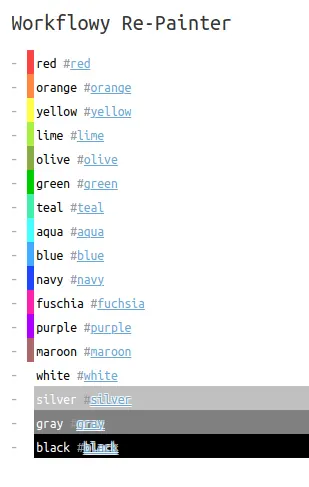 Workflowy Re-Painter
- red #red
- orange #orange
- yellow #yellow
- lime #lime
- olive #olive
- green #green
- teal #teal
- aqua #aqua
- blue #blue
- navy #navy
- fuschia #fuchsia
- purple #purple
- maroon #maroon
- white #white
- silver #silver
- gray #gray
- black #black